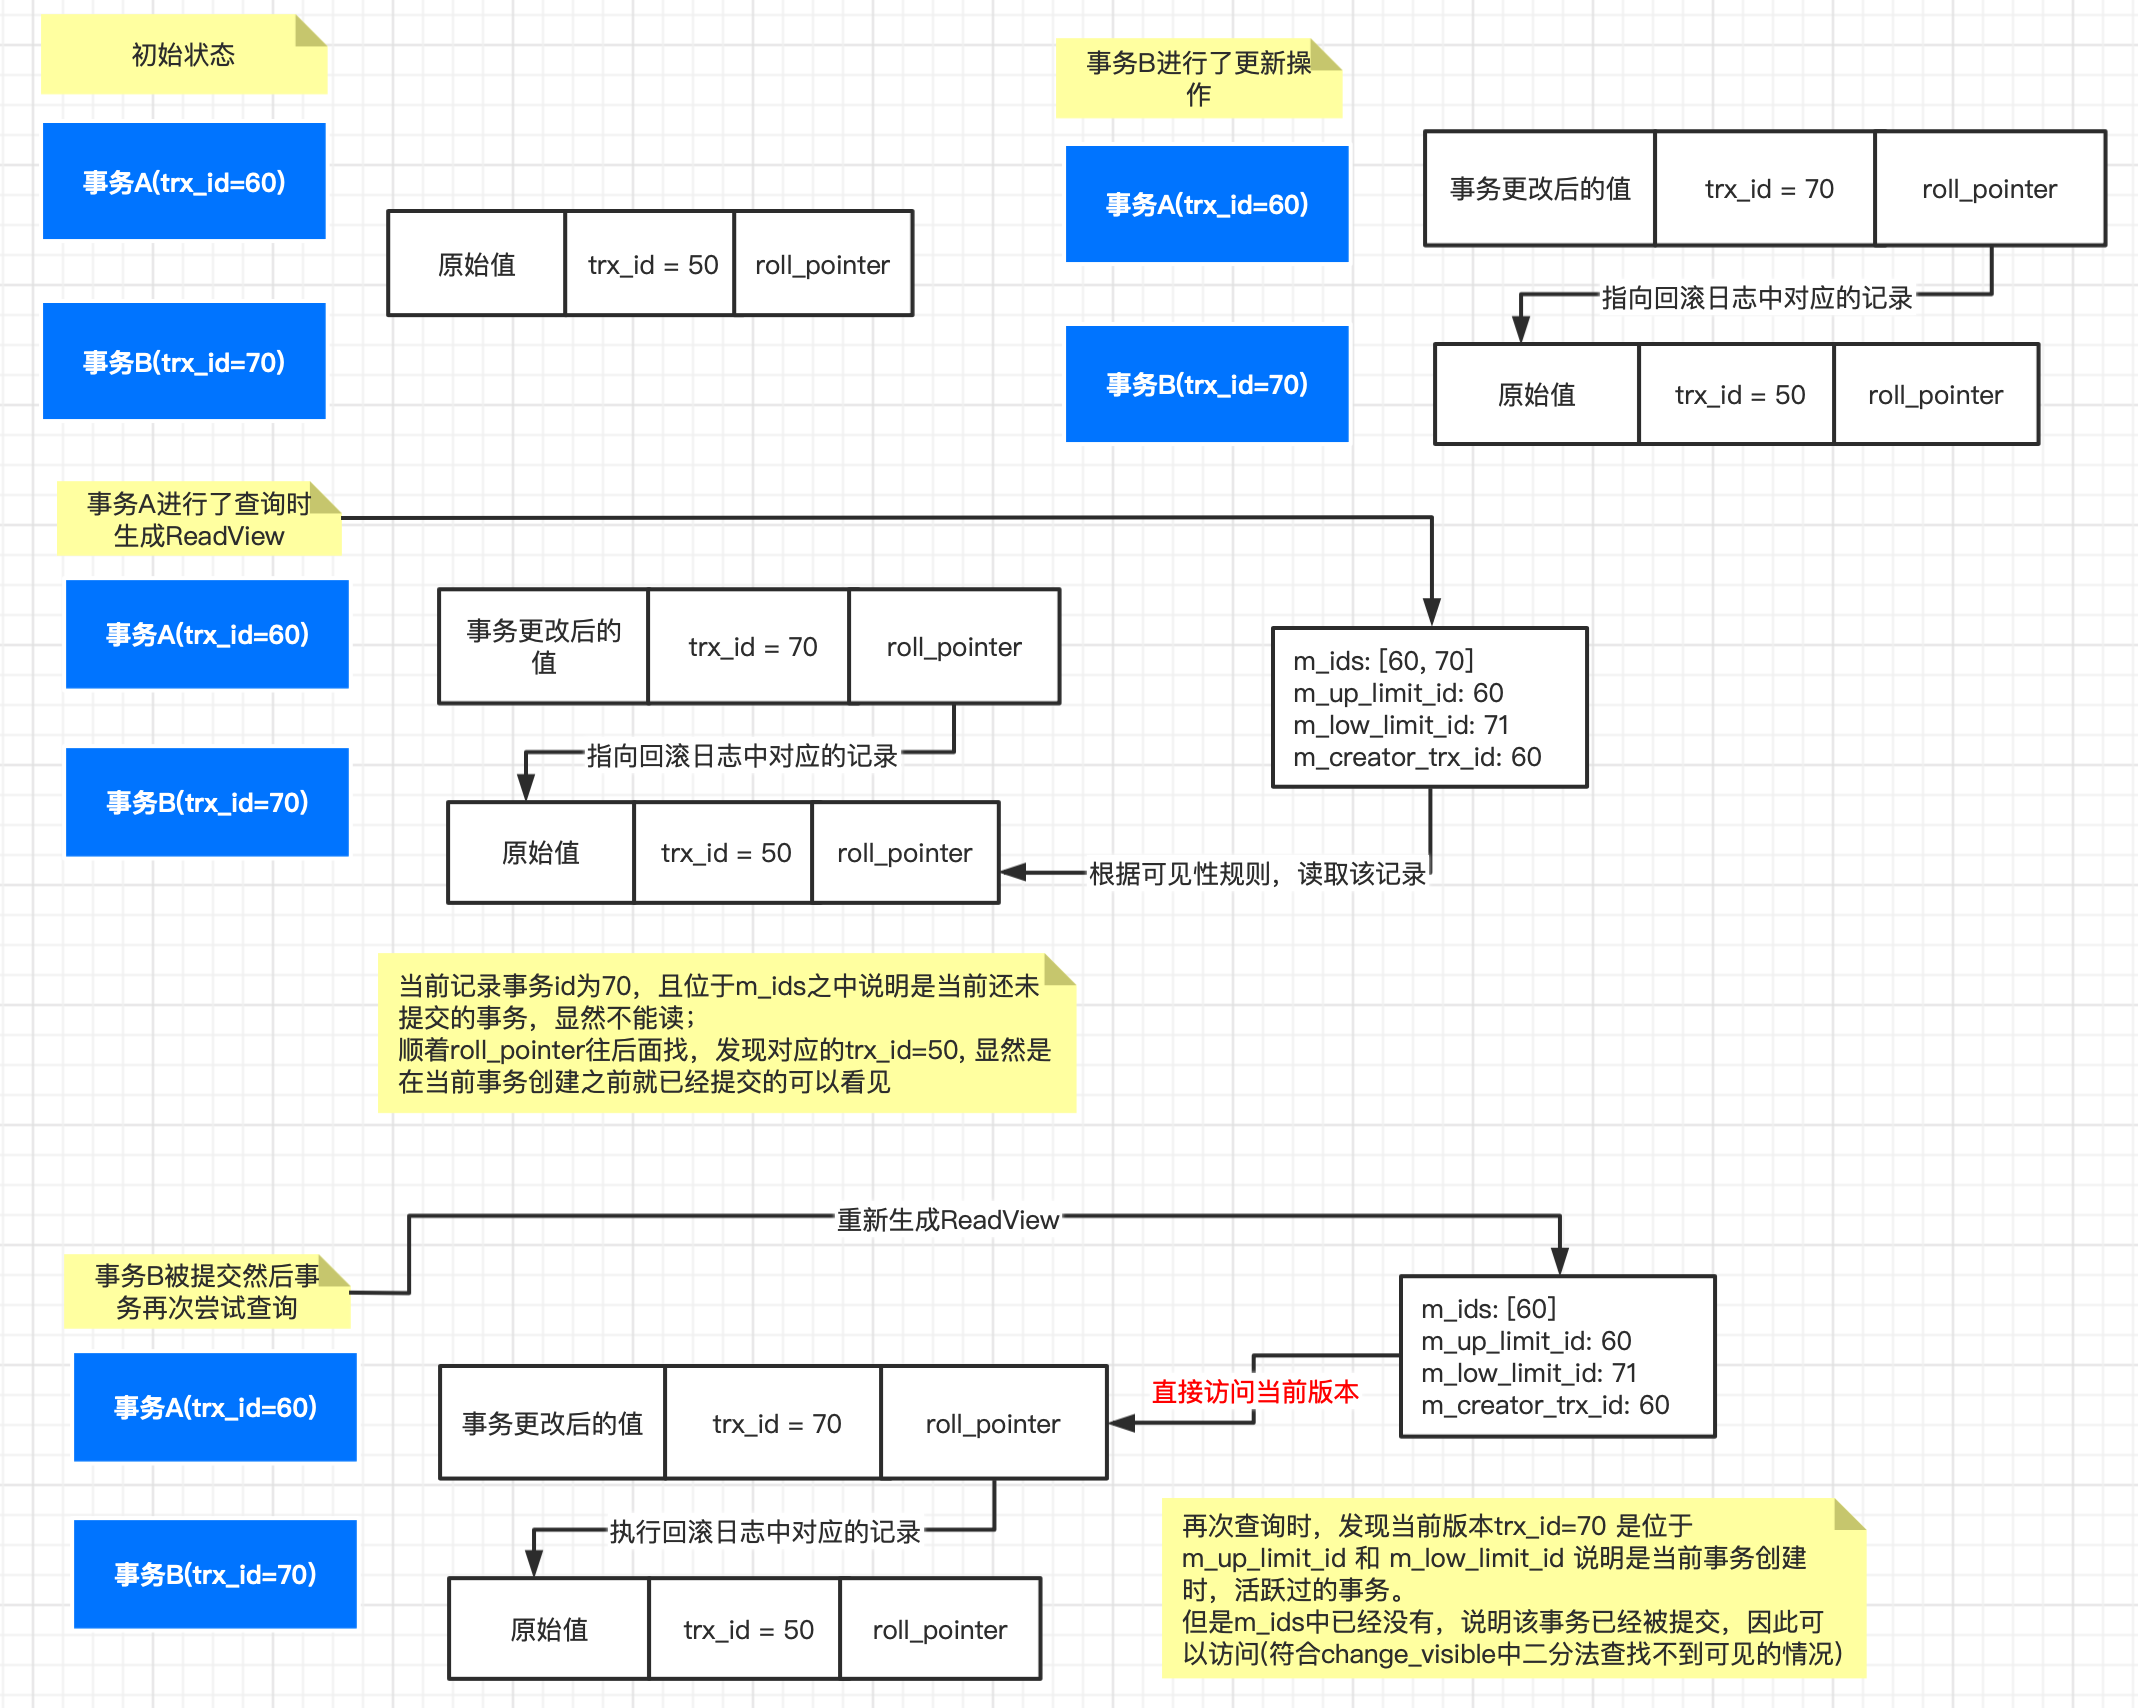 初始状态
事务A(trx_id=60)
事务B(trx_id=70)
原始值
trx_id = 50
roll_pointer
事务B进行了更新操
作
事务A(trx_id=60)
事务B(trx_id=70)
事务更改后的值
trx_id = 70
roll_pointer
指向回滚日志中对应的记录
原始值
trx_id = 50
roll_pointer
事务A进行了查询时
生成ReadView
事务A(trx_id=60)
事务B(trx_id=70)
事务更改后的
值
trx_id = 70
roll_pointer
指向回滚日志中对应的记录
原始值
trx_id = 50
roll_pointer
m_ids: [60, 70]
m_up_limit_id: 60
m_low_limit_id: 71
m_creator_trx_id: 60
根据可见性规则，读取该记录
当前记录事务id为70，且位于m_ids之中说明是当前还未
提交的事务，显然不能读；
顺着roll_pointer往后面找，发现对应的trx_id=50, 显然是
在当前事务创建之前就已经提交的可以看见
重新生成ReadView
事务B被提交然后事
务再次尝试查询
事务A(trx_id=60)
事务B(trx_id=70)
事务更改后的值
trx_id = 70
roll_pointer
执行回滚日志中对应的记录
原始值
trx_id = 50
roll_pointer
m_ids: [60]
m_up_limit_id: 60
m_low_limit_id: 71
m_creator_trx_id: 60
直接访问当前版本
再次查询时，发现当前版本trx_id=70 是位于
m_up_limit_id 和 m_low_limit_id 说明是当前事务创建
时，活跃过的事务。
但是m_ids中已经没有，说明该事务已经被提交，因此可
以访问(符合change_visible中二分法查找不到可见的情况)